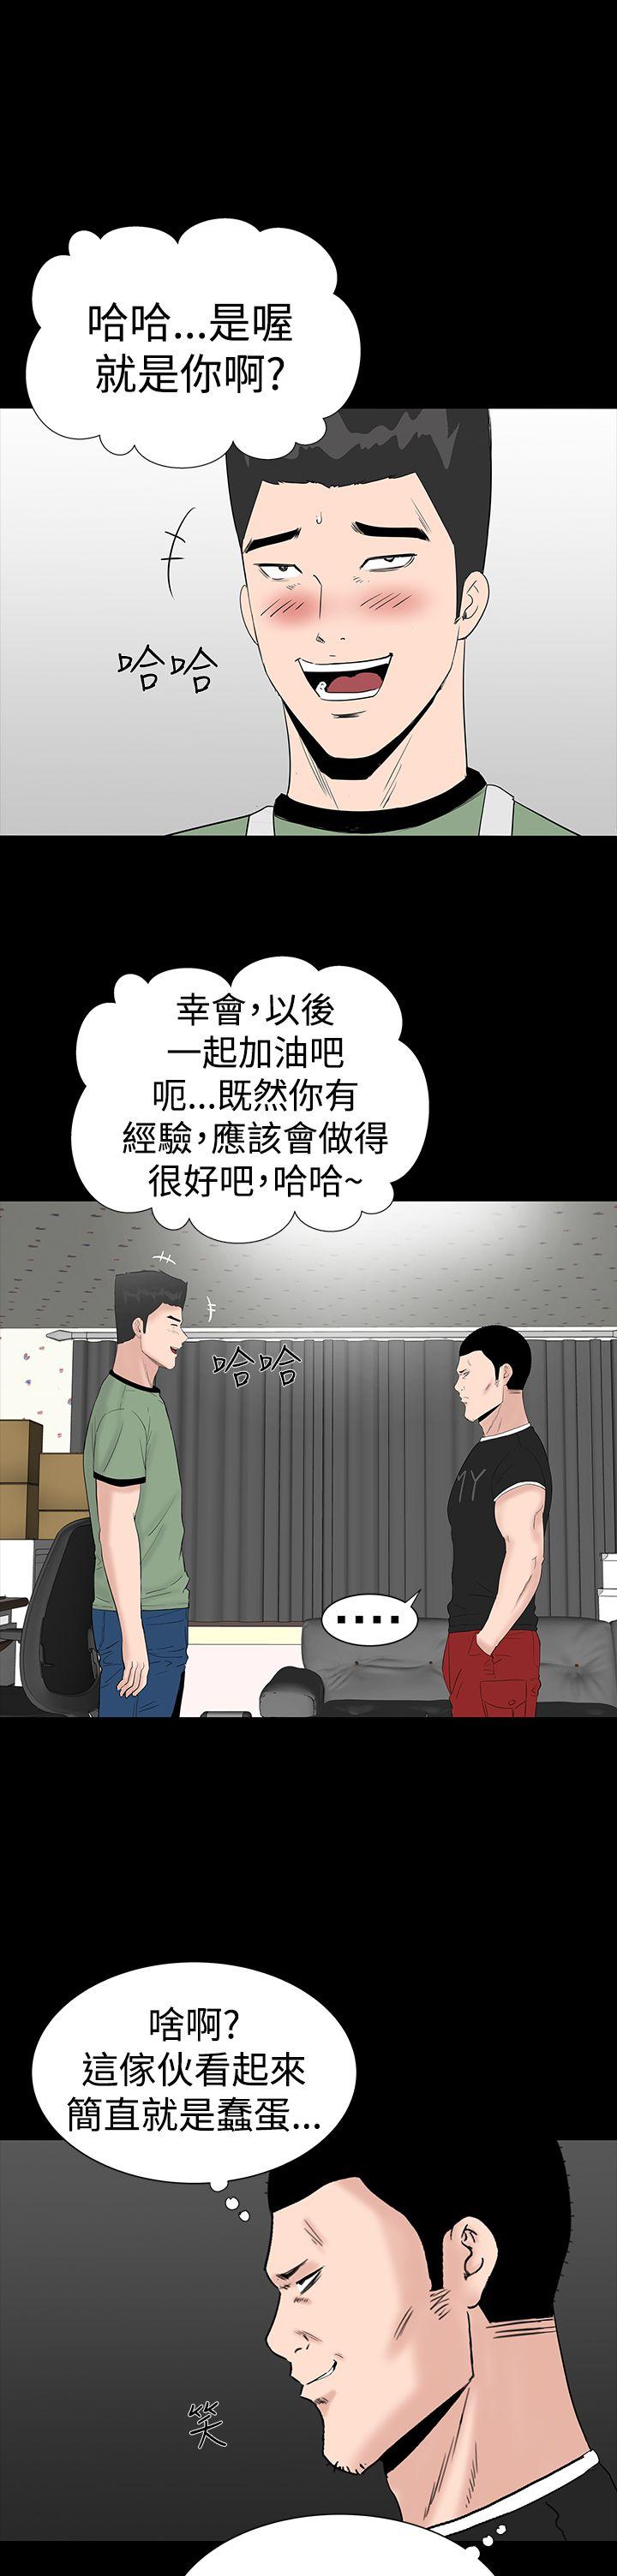 哈哈...是喔
就是你啊?
哈哈
幸會,以後
一起加油吧
呃...既然你有
經驗,應該會做得
很好吧,哈哈~
哈哈
MY
....
啥啊?
這傢伙看起來
簡直就是蠢蛋...
笑